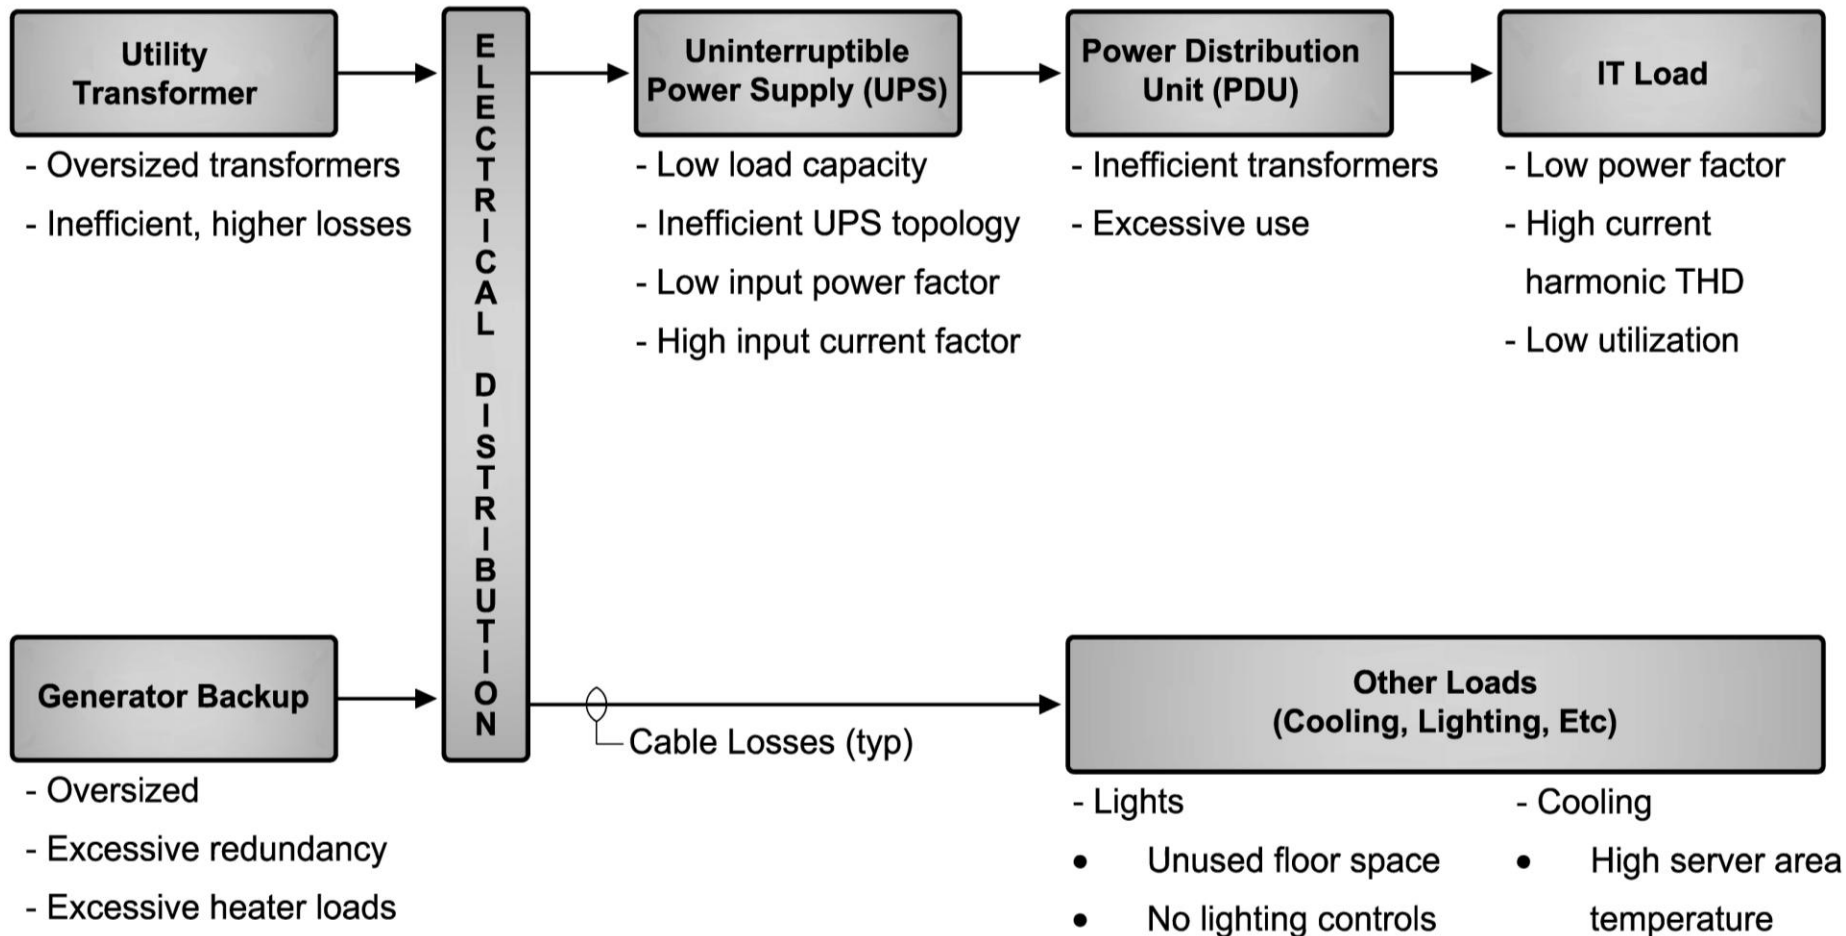 Utility
Transformer
- Oversized transformers
- Inefficient, higher losses
ELECTRICAL DISTRIBUTION
Uninterruptible
Power Supply (UPS)
- Low load capacity
- Inefficient UPS topology
- Low input power factor
- High input current factor
Power Distribution
Unit (PDU)
- Inefficient transformers
- Excessive use
IT Load
- Low power factor
- High current
harmonic THD
- Low utilization
Generator Backup
- Oversized
- Excessive redundancy
- Excessive heater loads
Cable Losses (typ)
Other Loads
(Cooling, Lighting, Etc)
- Lights
• Unused floor space
• No lighting controls
- Cooling
• High server area
temperature